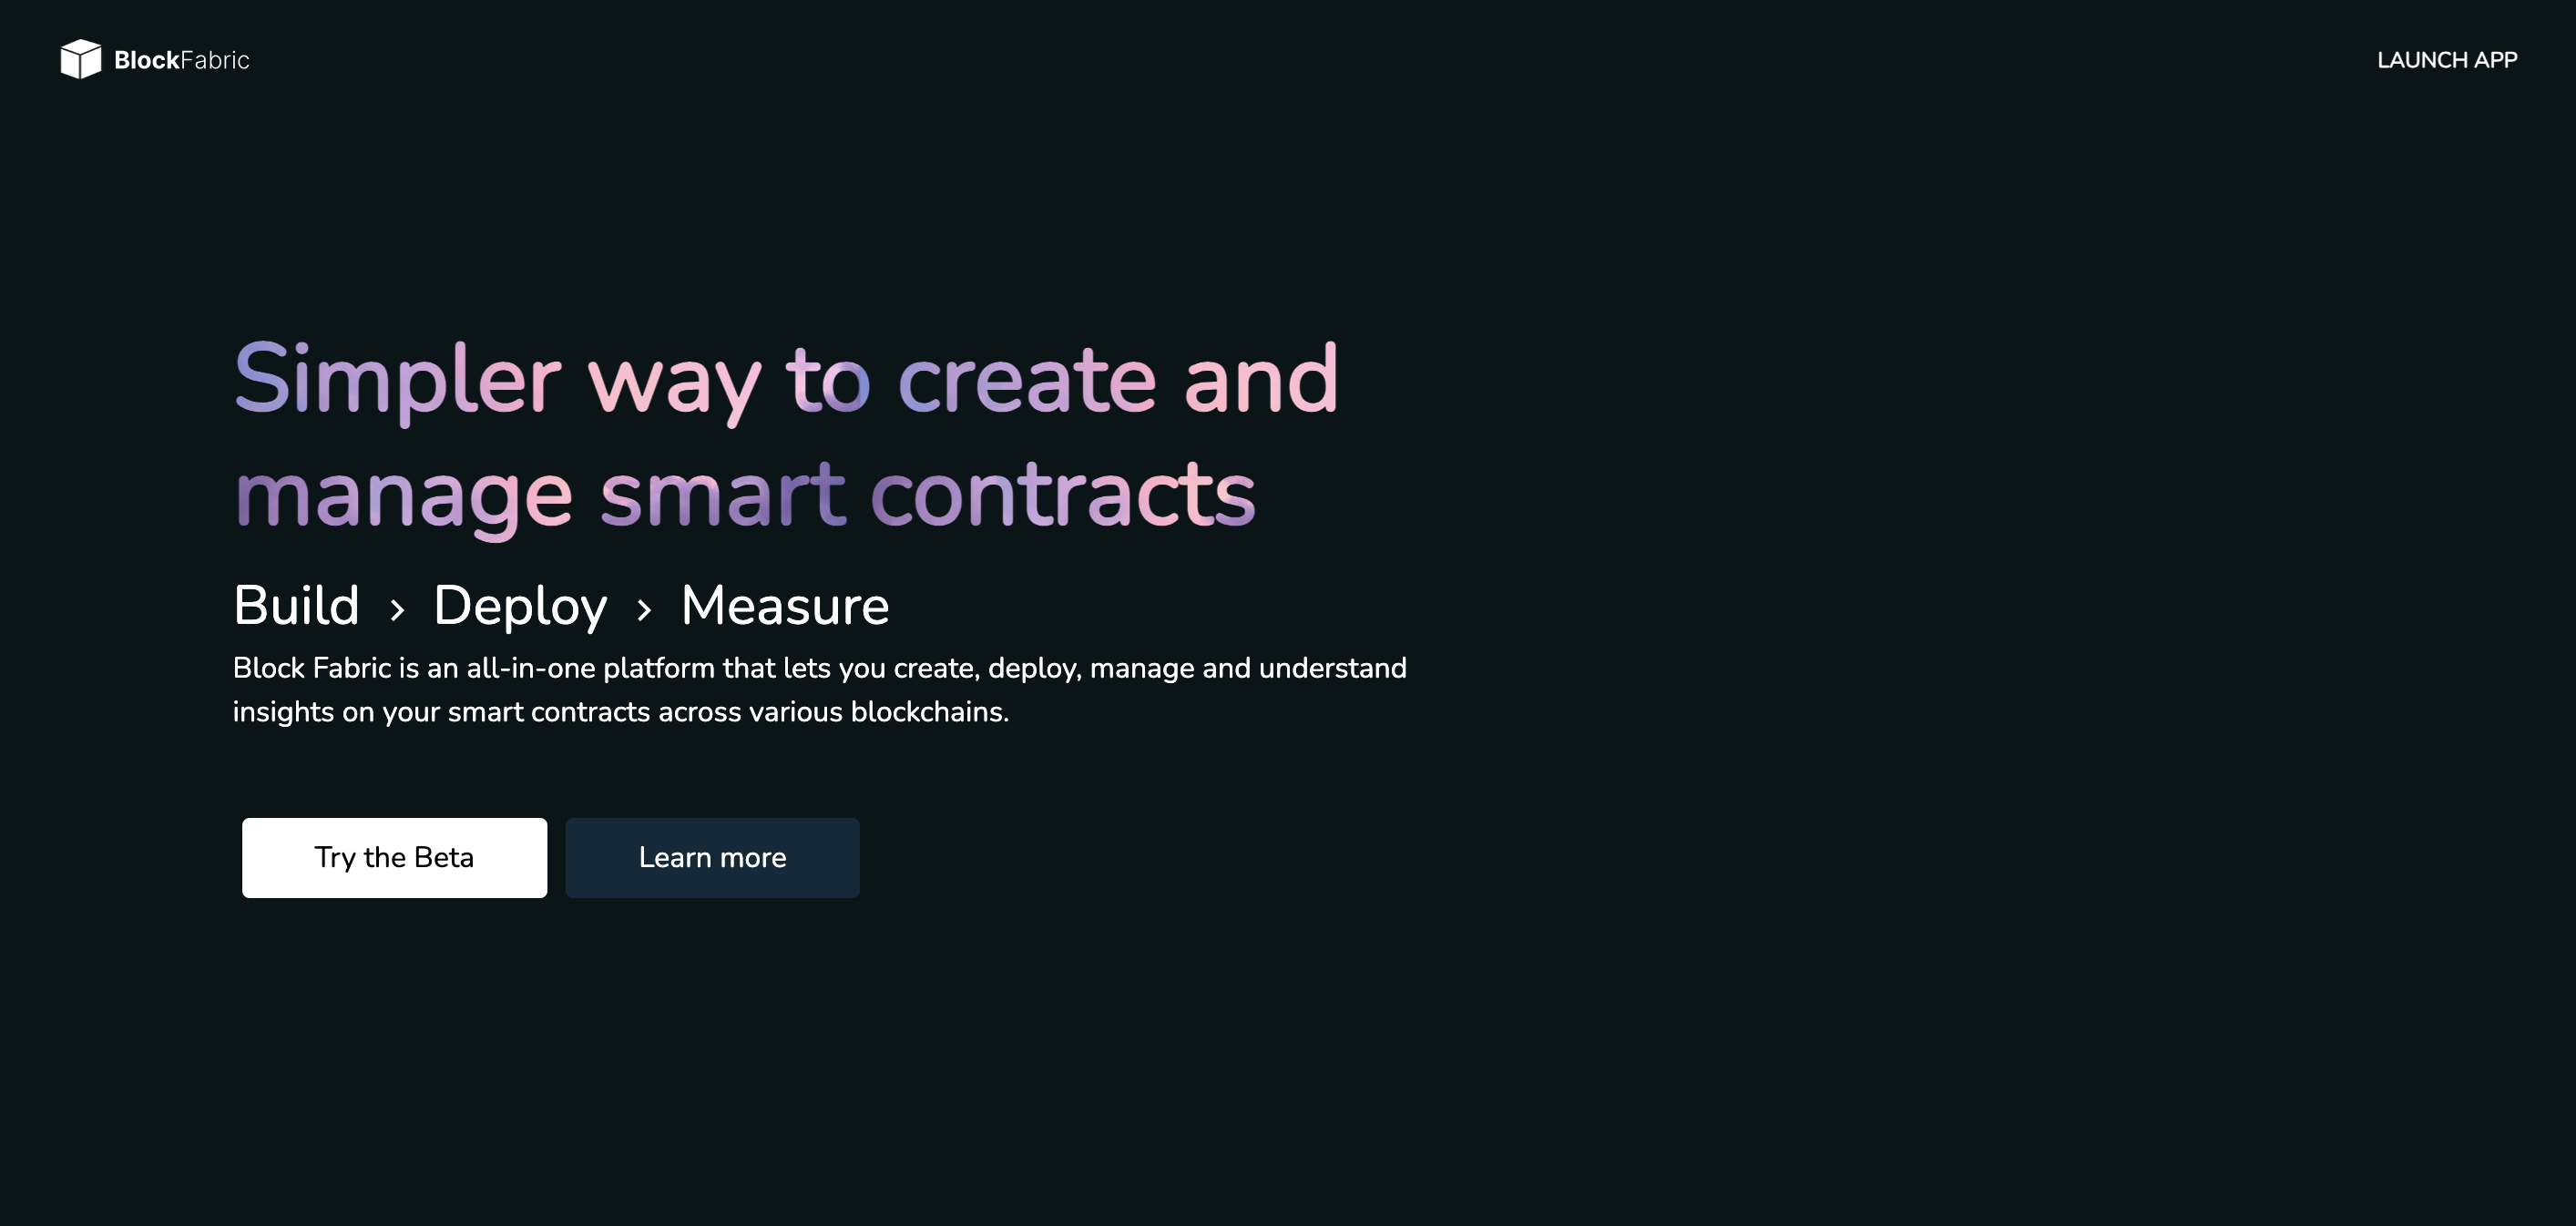 BlockFabric
LAUNCH APP
Simpler way to create and
manage smart contracts
Build › Deploy › Measure
Block Fabric is an all-in-one platform that lets you create, deploy, manage and understand
insights on your smart contracts across various blockchains.
Try the Beta
Learn more